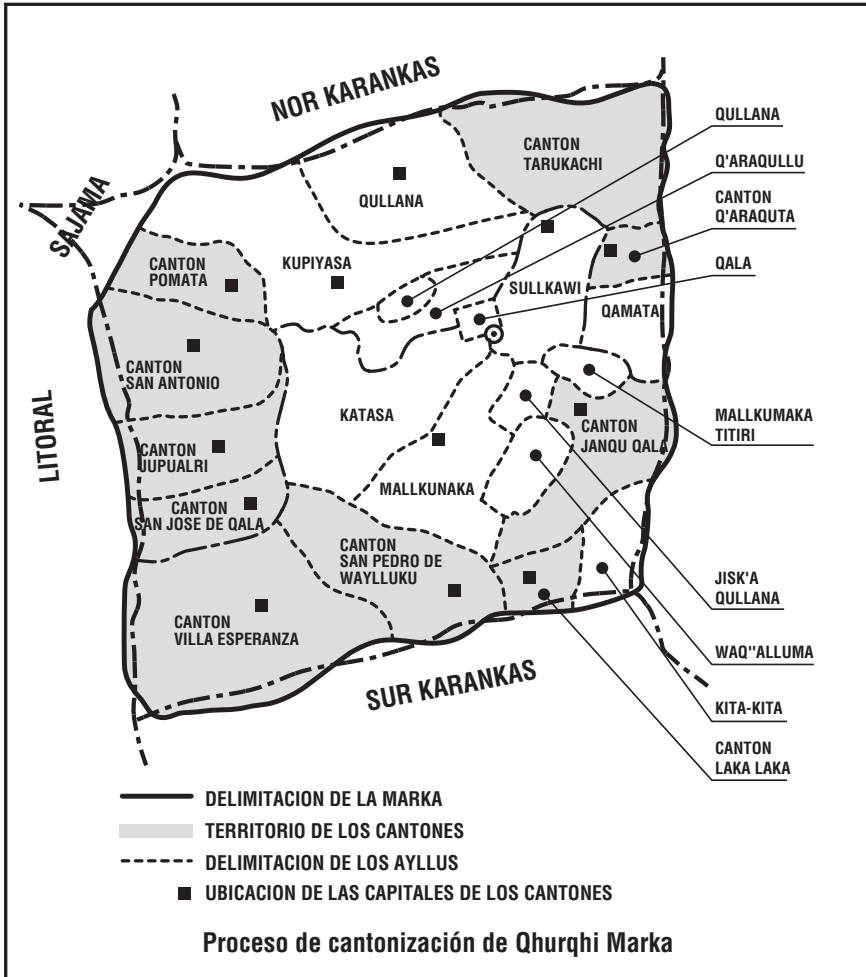 NOR KARANKAS
SAJAMA
LITORAL
SUR KARANKAS
CANTON
TARUKACHI
QULLANA
KUPIYASA
CANTON
POMATA
SULLKAWI
QAMATA
CANTON
SAN ANTONIO
KATASA
CANTON
JANQU QALA
CANTON
JUPUALRI
MALLKUNAKA
CANTON
SAN JOSE DE QALA
CANTON
SAN PEDRO DE
WAYLLUKU
CANTON
VILLA ESPERANZA
QULLANA
Q'ARAQULLU
CANTON
Q'ARAQUTA
QALA
MALLKUMAKA
TITIRI
JISK'A
QULLANA
WAQ"ALLUMA
KITA-KITA
CANTON
LAKA LAKA
DELIMITACION DE LA MARKA
TERRITORIO DE LOS CANTONES
DELIMITACION DE LOS AYLLUS
UBICACION DE LAS CAPITALES DE LOS CANTONES
Proceso de cantonización de Qhurqhi Marka